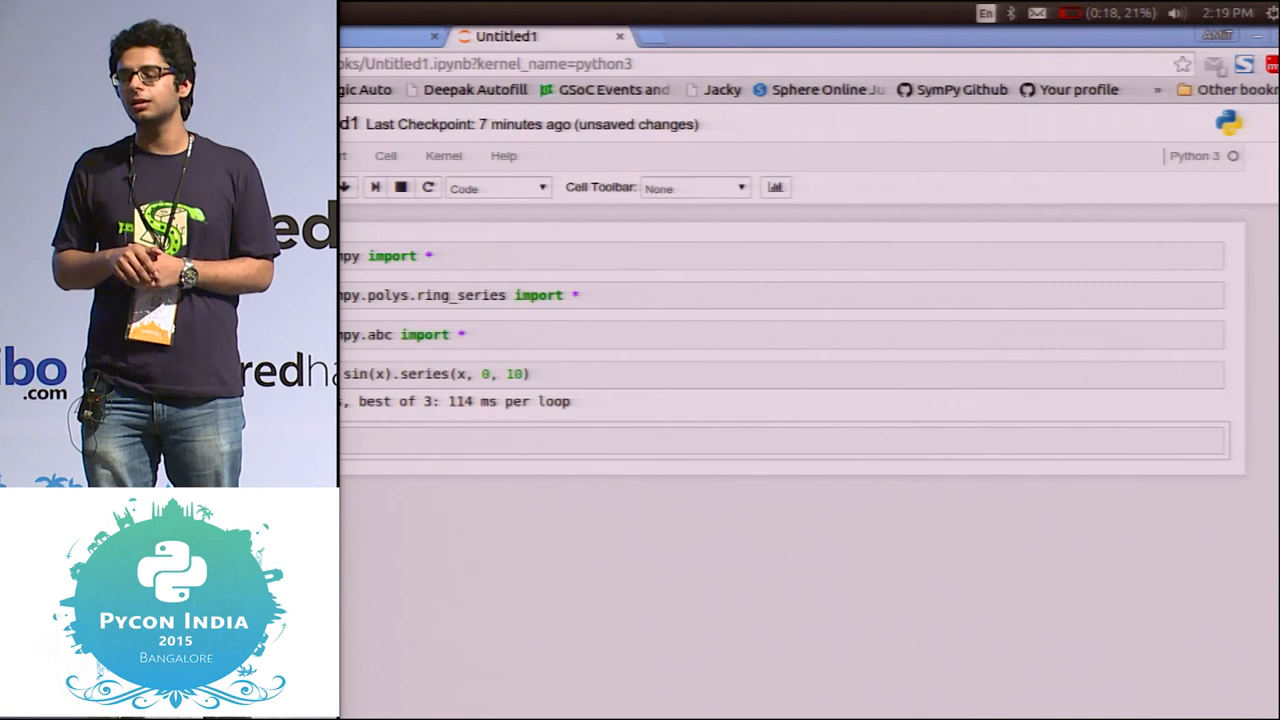 En (0:18, 21%) 2:19 PM
Untitled1 AMIT
oks/Untitled1.ipynb?kernel_name=python3
gic Auto Deepak Autofill GSoC Events and Jacky Sphere Online Ju SymPy Github Your profile » Other bookm
d1 Last Checkpoint: 7 minutes ago (unsaved changes)
rt Cell Kernel Help Python 3
Code Cell Toolbar: None
mpy import *
mpy.polys.ring_series import *
mpy.abc import *
sin(x).series(x, 0, 10)
s, best of 3: 114 ms per loop
ed
redha
ibo
.com
PYCON INDIA
2015
BANGALORE